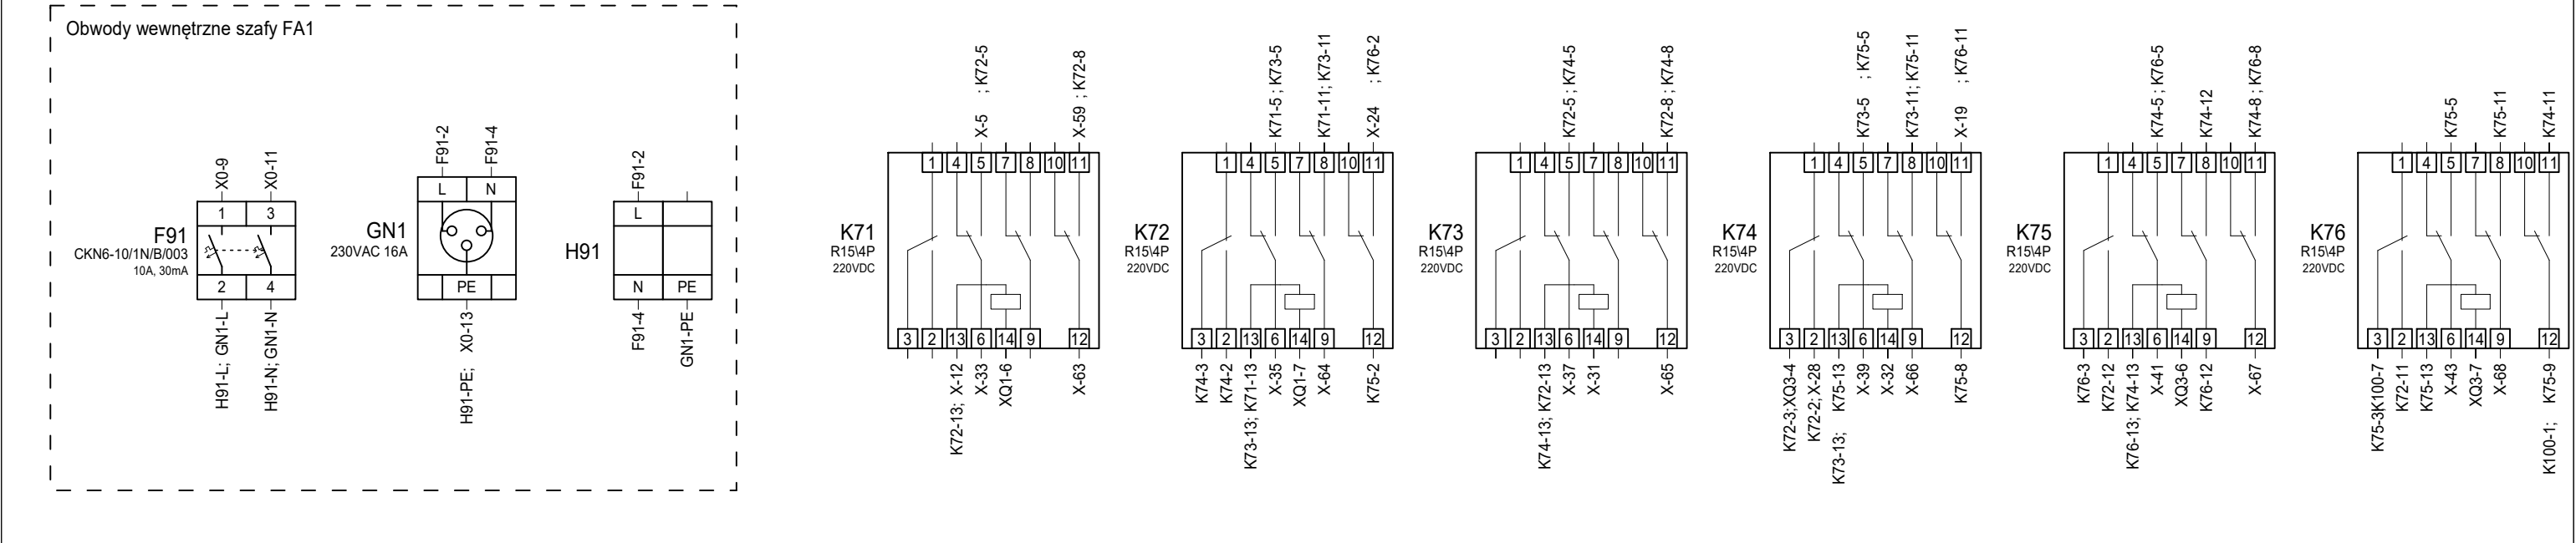 Obwody wewnętrzne szafy FA1
X0-9
X0-11
1 3
F91
CKN6-10/1N/B/003
10A, 30mA
2 4
H91-L; GN1-L
H91-N; GN1-N
F91-2
F91-4
L N
GN1
230VAC 16A
PE
H91-PE; X0-13
F91-2
L
H91
N PE
F91-4
GN1-PE
X-5 ; K72-5
X-59 ; K72-8
1 4 5 7 8 10 11
K71
R15\4P
220VDC
3 2 13 6 14 9 12
K72-13; X-12
X-33
XQ1-6
X-63
K71-5 ; K73-5
K71-11; K73-11
X-24 ; K76-2
1 4 5 7 8 10 11
K72
R15\4P
220VDC
3 2 13 6 14 9 12
K74-3
K74-2
K73-13; K71-13
X-35
XQ1-7
X-64
K75-2
K72-5 ; K74-5
K72-8 ; K74-8
1 4 5 7 8 10 11
K73
R15\4P
220VDC
3 2 13 6 14 9 12
K74-13; K72-13
X-37
X-31
X-65
K73-5 ; K75-5
K73-11; K75-11
X-19 ; K76-11
1 4 5 7 8 10 11
K74
R15\4P
220VDC
3 2 13 6 14 9 12
K72-3;XQ3-4
K72-2; X-28
K73-13; K75-13
X-39
X-32
X-66
K75-8
K74-5 ; K76-5
K74-12
K74-8 ; K76-8
1 4 5 7 8 10 11
K75
R15\4P
220VDC
3 2 13 6 14 9 12
K76-3
K72-12
K76-13; K74-13
X-41
XQ3-6
K76-12
X-67
K75-5
K75-11
K74-11
1 4 5 7 8 10 11
K76
R15\4P
220VDC
3 2 13 6 14 9 12
K75-3K100-7
K72-11
K75-13
X-43
XQ3-7
X-68
K100-1; K75-9